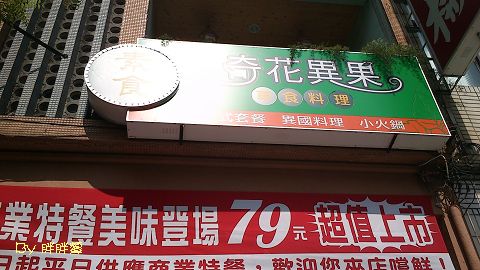 素食
奇花異果
素食料理
套餐 異國料理 小火鍋
業特餐美味登場79元超值上市
日起平日供應商業特餐，歡迎您來店嚐鮮！
By 胖胖